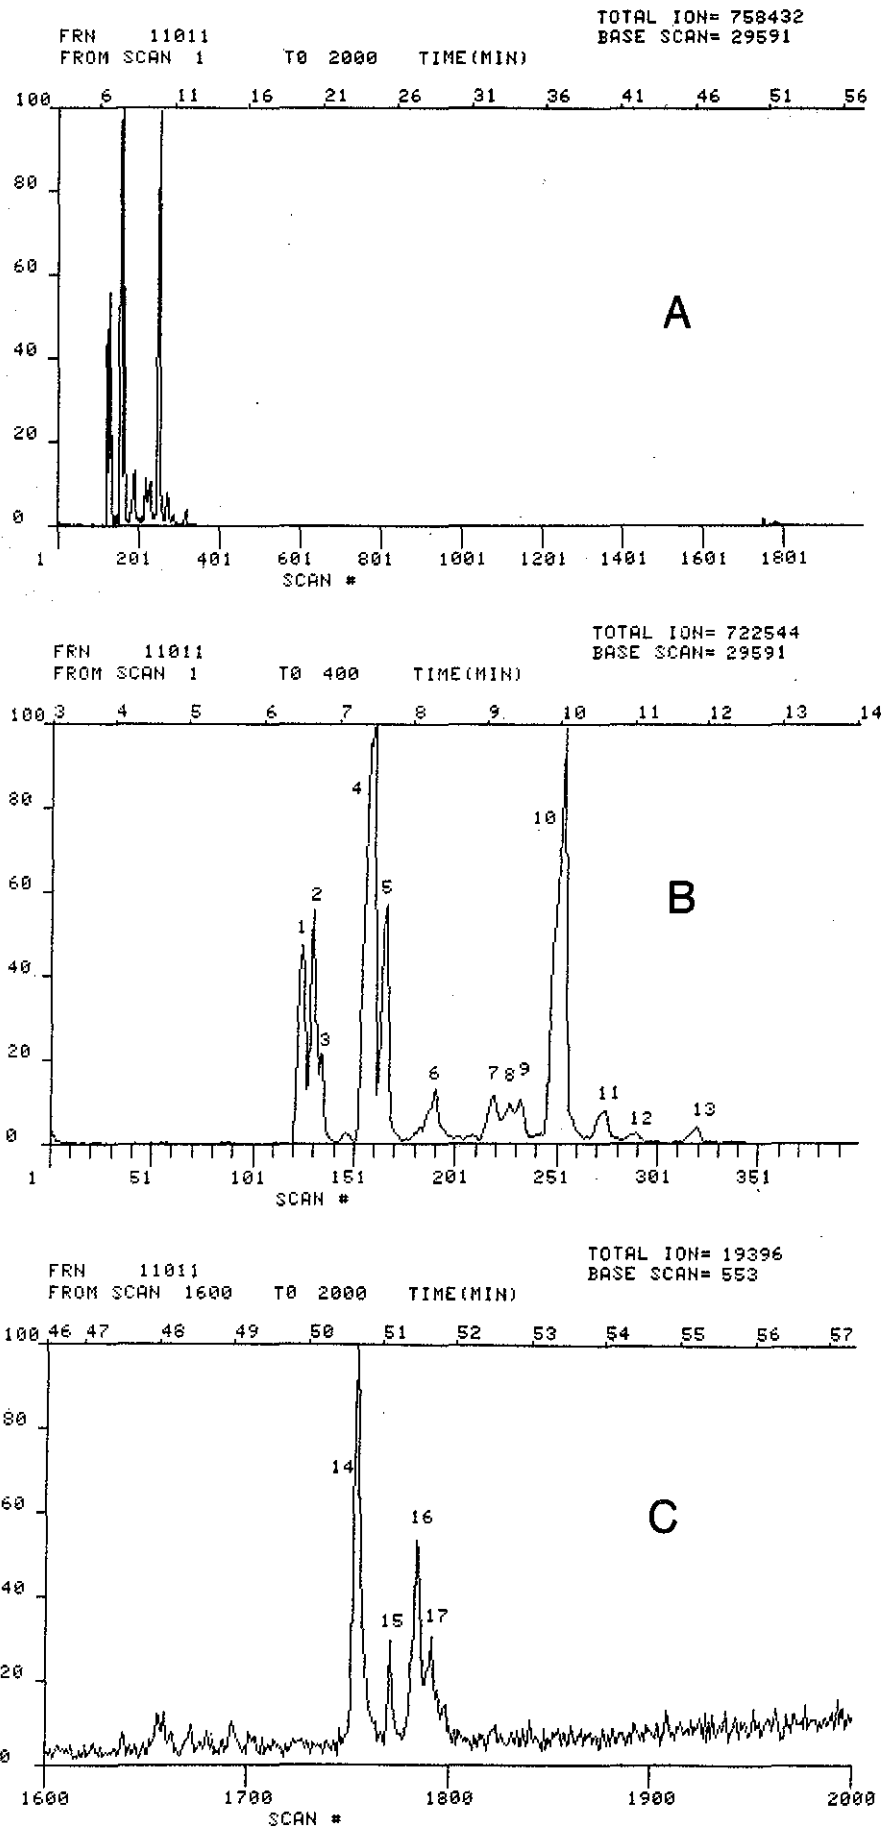 TOTAL ION= 758432
FRN 11011 BASE SCAN= 29591
FROM SCAN 1 TO 2000 TIME(MIN)
100 6 11 16 21 26 31 36 41 46 51 56
80
60
A
40
20
0
1 201 401 601 801 1001 1201 1401 1601 1801
SCAN #
TOTAL ION= 722544
FRN 11011 BASE SCAN= 29591
FROM SCAN 1 TO 400 TIME(MIN)
100 3 4 5 6 7 8 9 10 11 12 13 14
4
80
10
60 2 5 B
1
40
3
20
6 7 8 9 11 12 13
0
1 51 101 151 201 251 301 351
SCAN #
TOTAL ION= 19396
FRN 11011 BASE SCAN= 553
FROM SCAN 1600 TO 2000 TIME(MIN)
100 46 47 48 49 50 51 52 53 54 55 56 57
80
14
60 16 C
40
15 17
20
0
1600 1700 1800 1900 2000
SCAN #